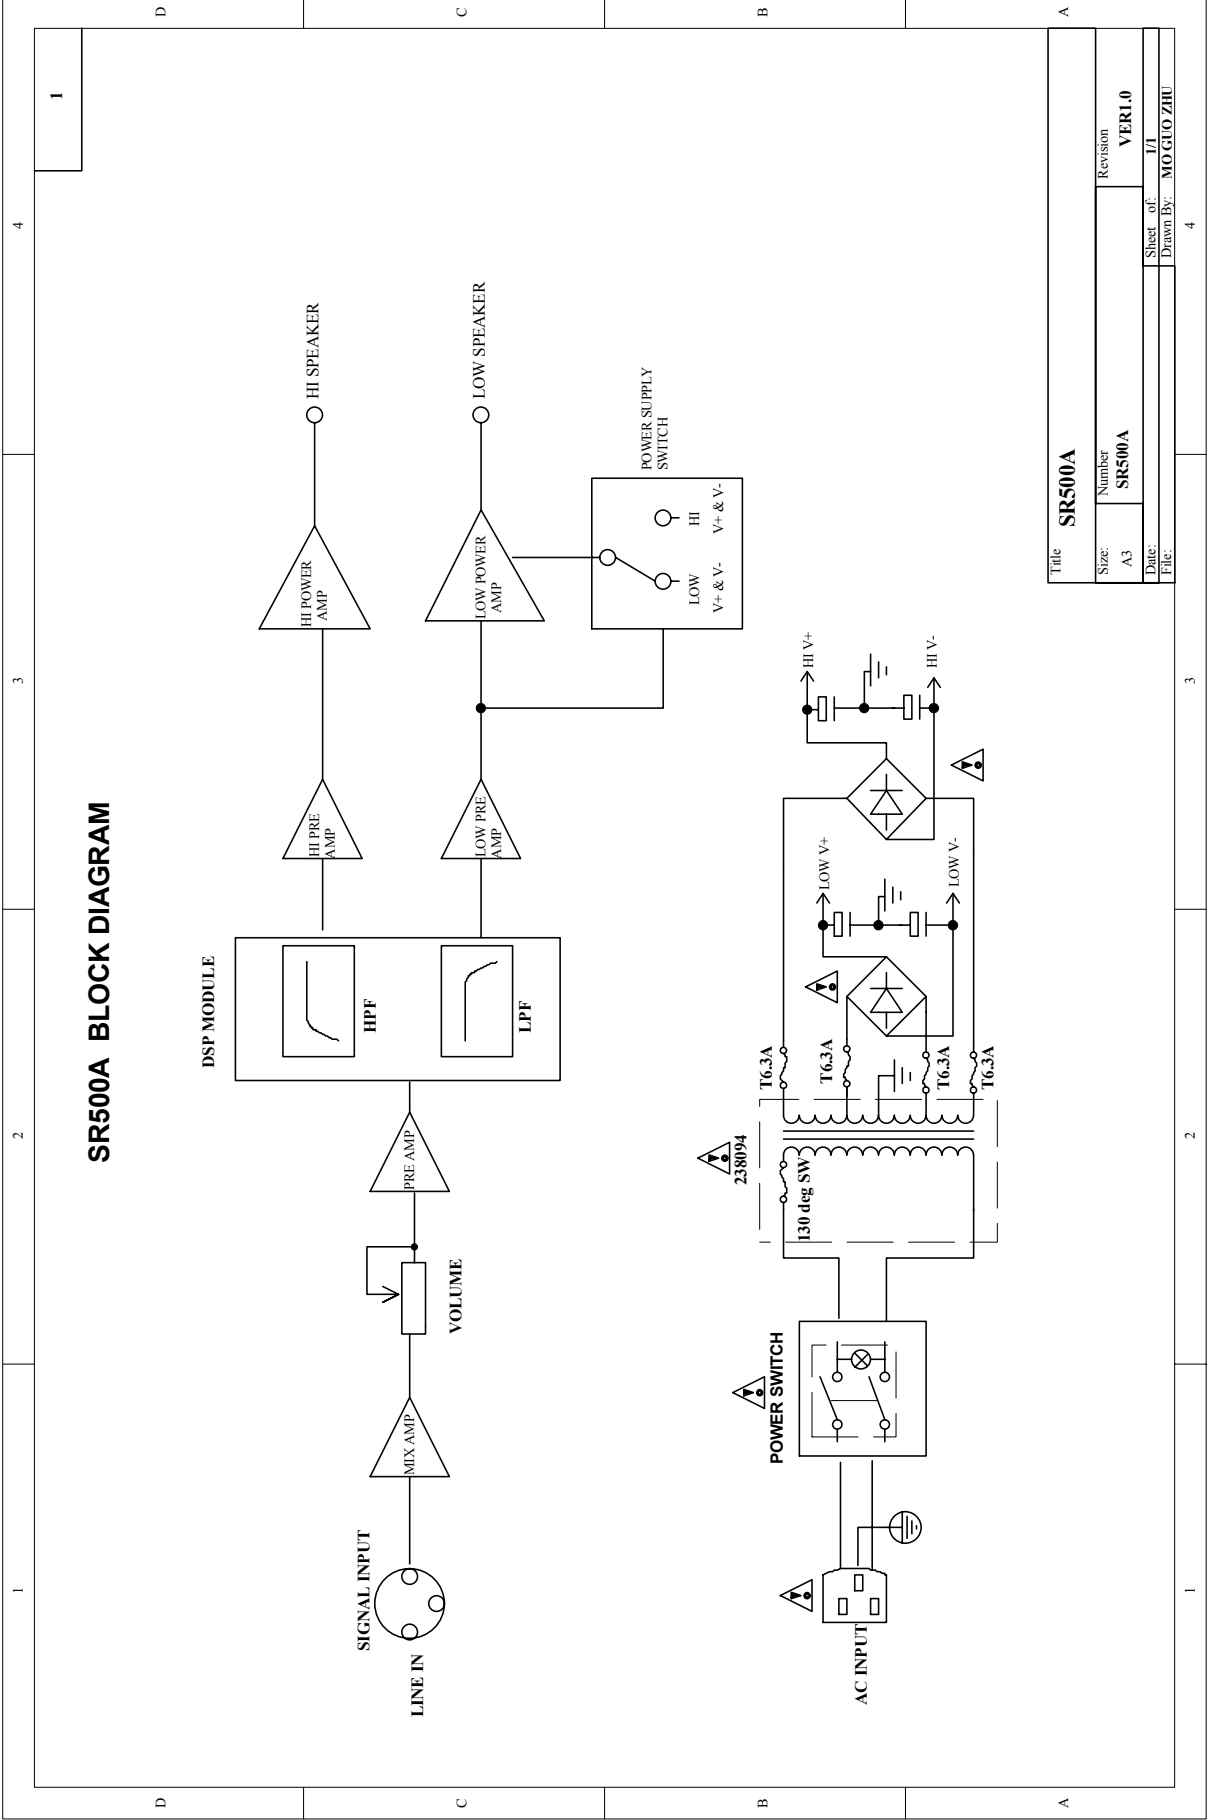 1
2
3
4
D
D
1
SR500A BLOCK DIAGRAM
SIGNAL INPUT
LINE IN
MIX AMP
VOLUME
PRE AMP
DSP MODULE
HPF
LPF
HI PRE
AMP
HI POWER
AMP
HI SPEAKER
C
C
LOW PRE
AMP
LOW POWER
AMP
LOW SPEAKER
POWER SUPPLY
SWITCH
LOW
HI
V+ & V-
V+ & V-
B
B
AC INPUT
POWER SWITCH
238094
130 deg SW
T6.3A
T6.3A
T6.3A
T6.3A
LOW V+
LOW V-
HI V+
HI V-
A
A
Title
SR500A
Size:
A3
Number
SR500A
Revision
VER1.0
Date:
Sheet of: 1/1
File:
Drawn By: MO GUO ZHU
1
2
3
4